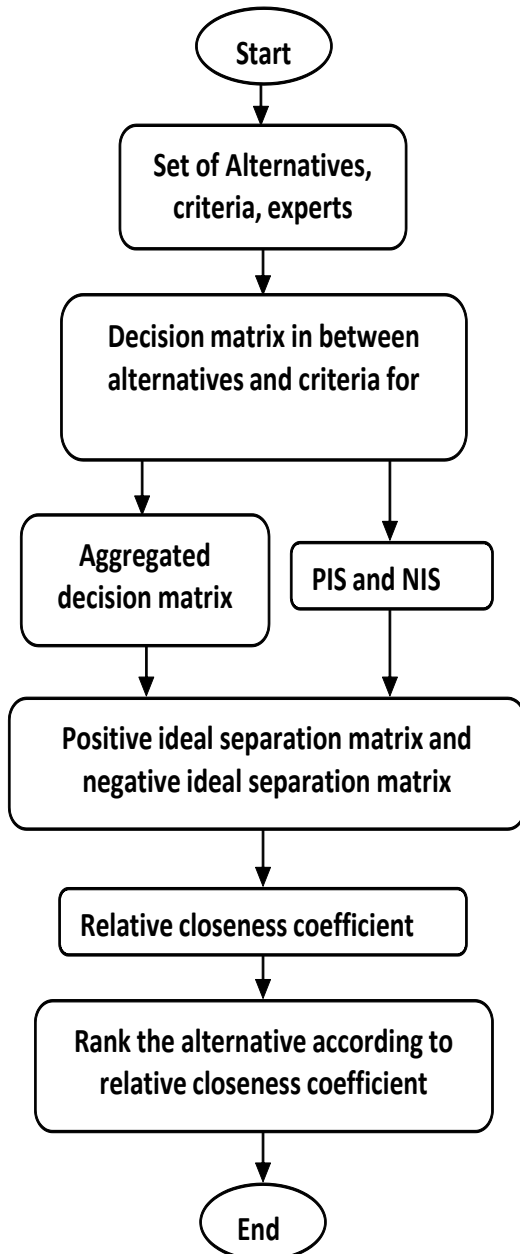 Start
Set of Alternatives,
criteria, experts
Decision matrix in between
alternatives and criteria for
Aggregated
decision matrix
PIS and NIS
Positive ideal separation matrix and
negative ideal separation matrix
Relative closeness coefficient
Rank the alternative according to
relative closeness coefficient
End